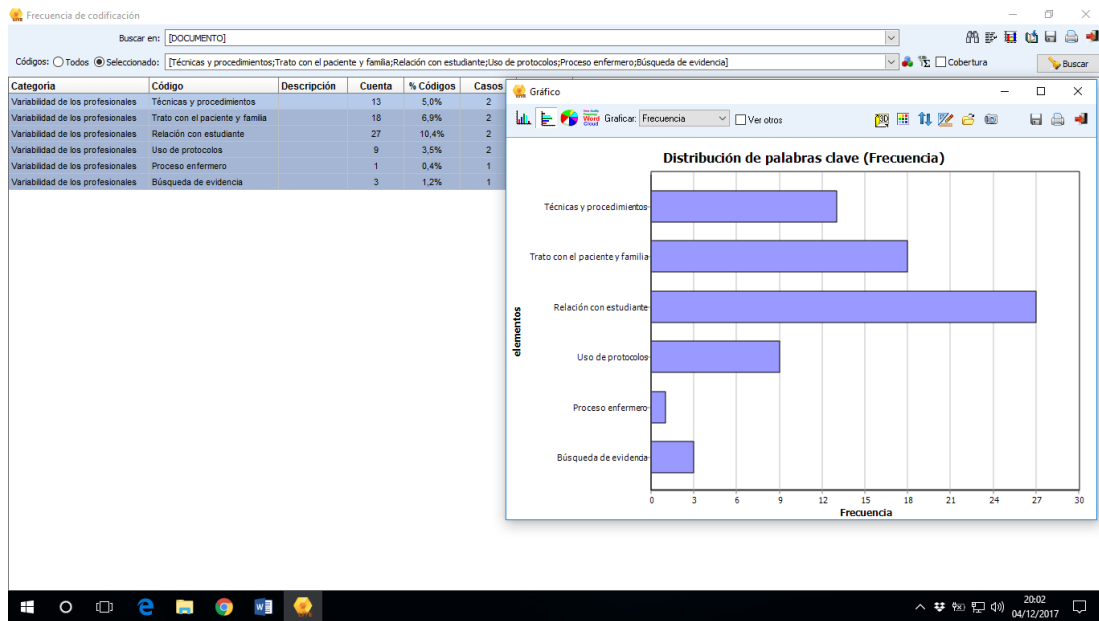 Frecuencia de codificación
Buscar en: [DOCUMENTO]
Códigos: Todos Seleccionado: [Técnicas y procedimientos;Trato con el paciente y familia;Relación con estudiante;Uso de protocolos;Proceso enfermero;Búsqueda de evidencia] Cobertura Buscar
Categoría Código Descripción Cuenta % Códigos Casos
Variabilidad de los profesionales Técnicas y procedimientos 13 5,0% 2
Variabilidad de los profesionales Trato con el paciente y familia 18 6,9% 2
Variabilidad de los profesionales Relación con estudiante 27 10,4% 2
Variabilidad de los profesionales Uso de protocolos 9 3,5% 2
Variabilidad de los profesionales Proceso enfermero 1 0,4% 1
Variabilidad de los profesionales Búsqueda de evidencia 3 1,2% 1
Gráfico
Word Cloud Graficar: Frecuencia Ver otros
Distribución de palabras clave (Frecuencia)
Técnicas y procedimientos
Trato con el paciente y familia
Relación con estudiante
Uso de protocolos
Proceso enfermero
Búsqueda de evidencia
elementos
0 3 6 9 12 15 18 21 24 27 30
Frecuencia
20:02
04/12/2017